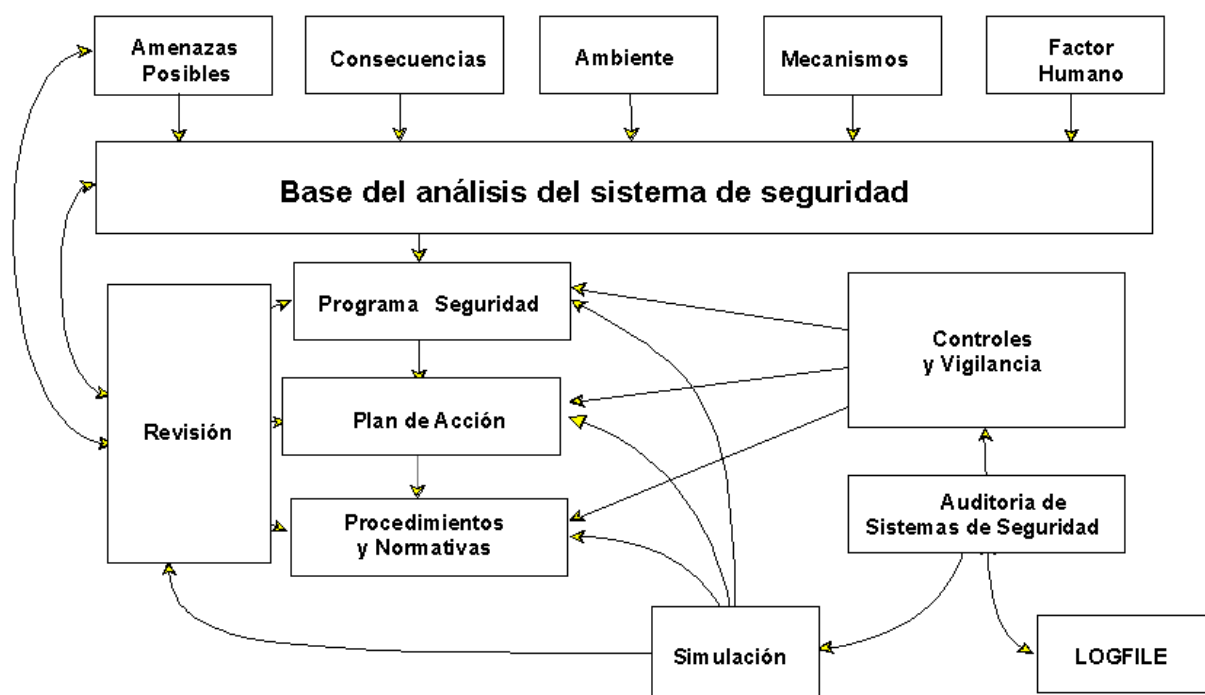 Amenazas
Posibles
Consecuencias
Ambiente
Mecanismos
Factor
Humano
Base del análisis del sistema de seguridad
Programa Seguridad
Controles
y Vigilancia
Revisión
Plan de Acción
Procedimientos
y Normativas
Auditoria de
Sistemas de Seguridad
Simulación
LOGFILE